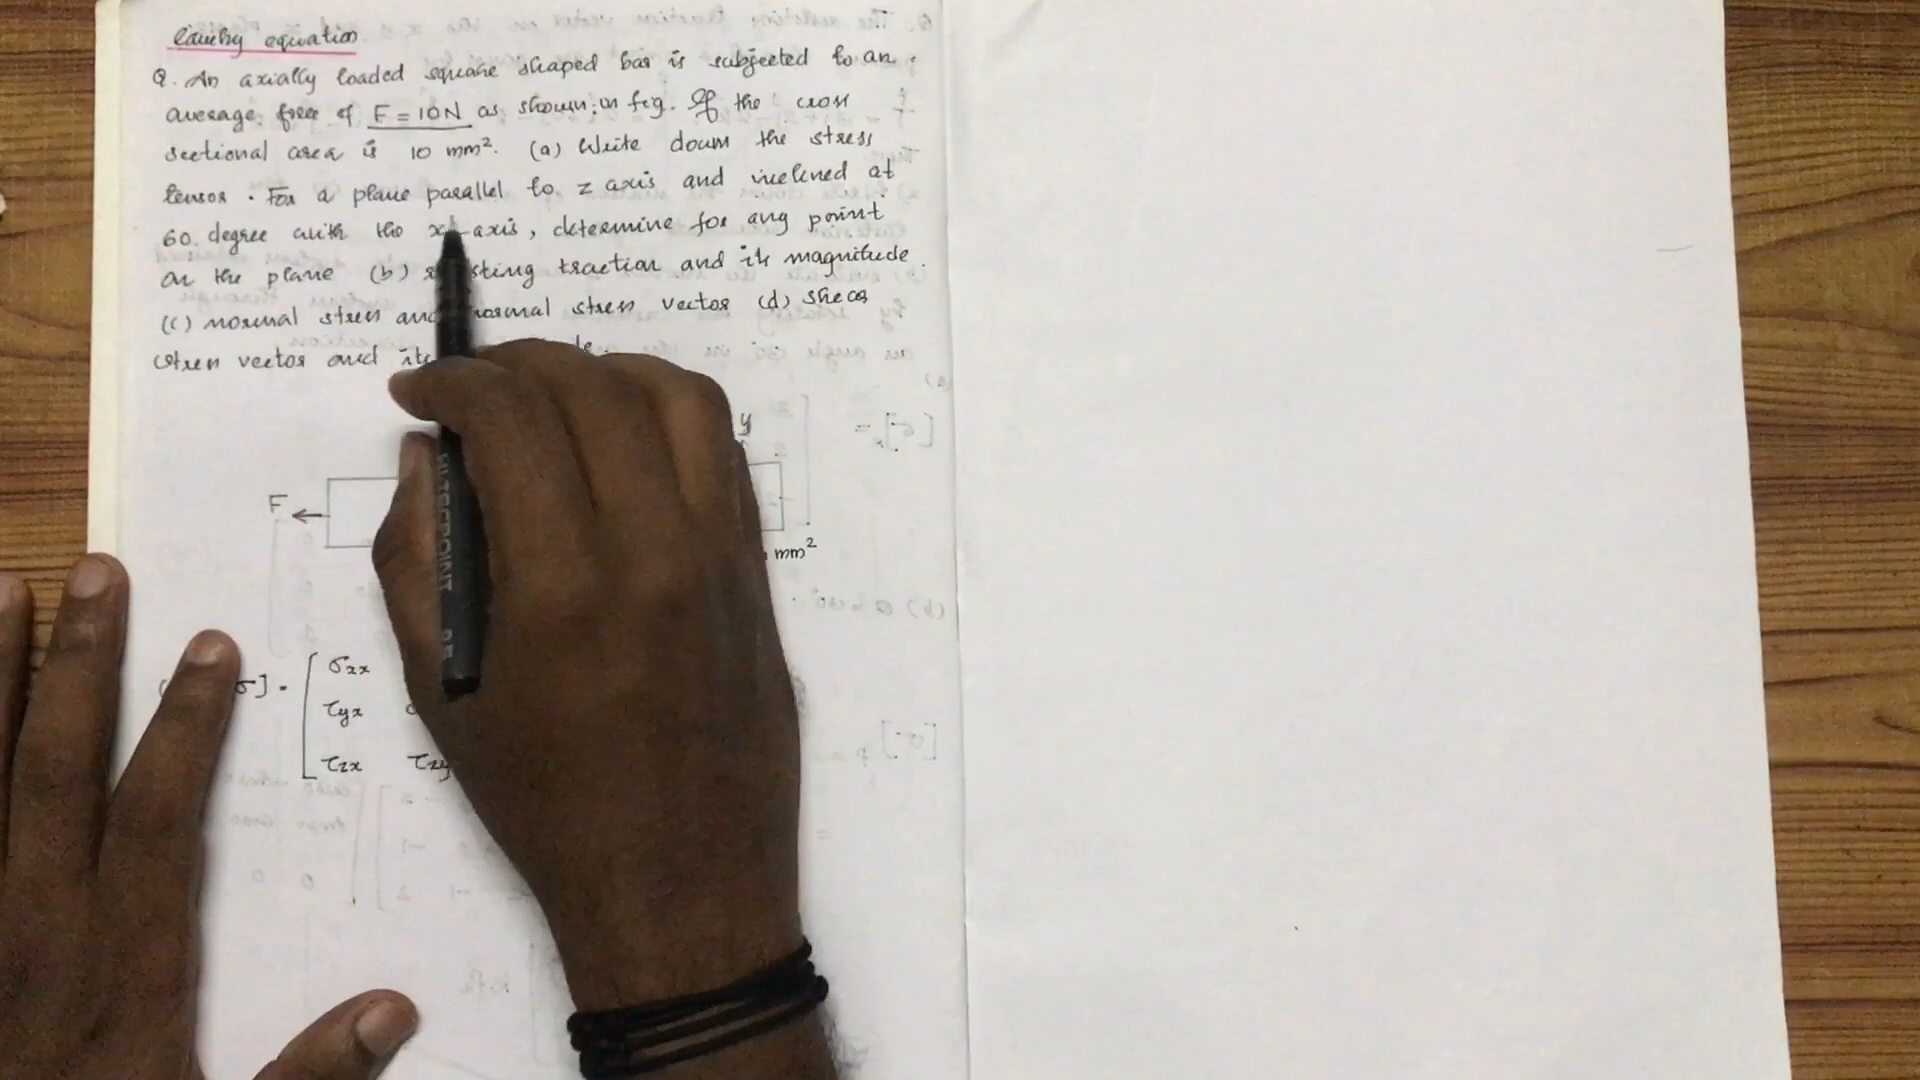 Cauchy equation
Q. An axially loaded square shaped bar is subjected to an
average force of F = 10N as shown in fig. If the cross
sectional area is 10 mm². (a) Write down the stress
tensor. For a plane parallel to z axis and inclined at
60 degree with the x axis, determine for any point
on the plane (b) traction and its magnitude.
(c) normal stress and normal stress vector (d) shear
stress vector and its
y
F
mm²
σ] =
σxx
τyx
τzx τzy